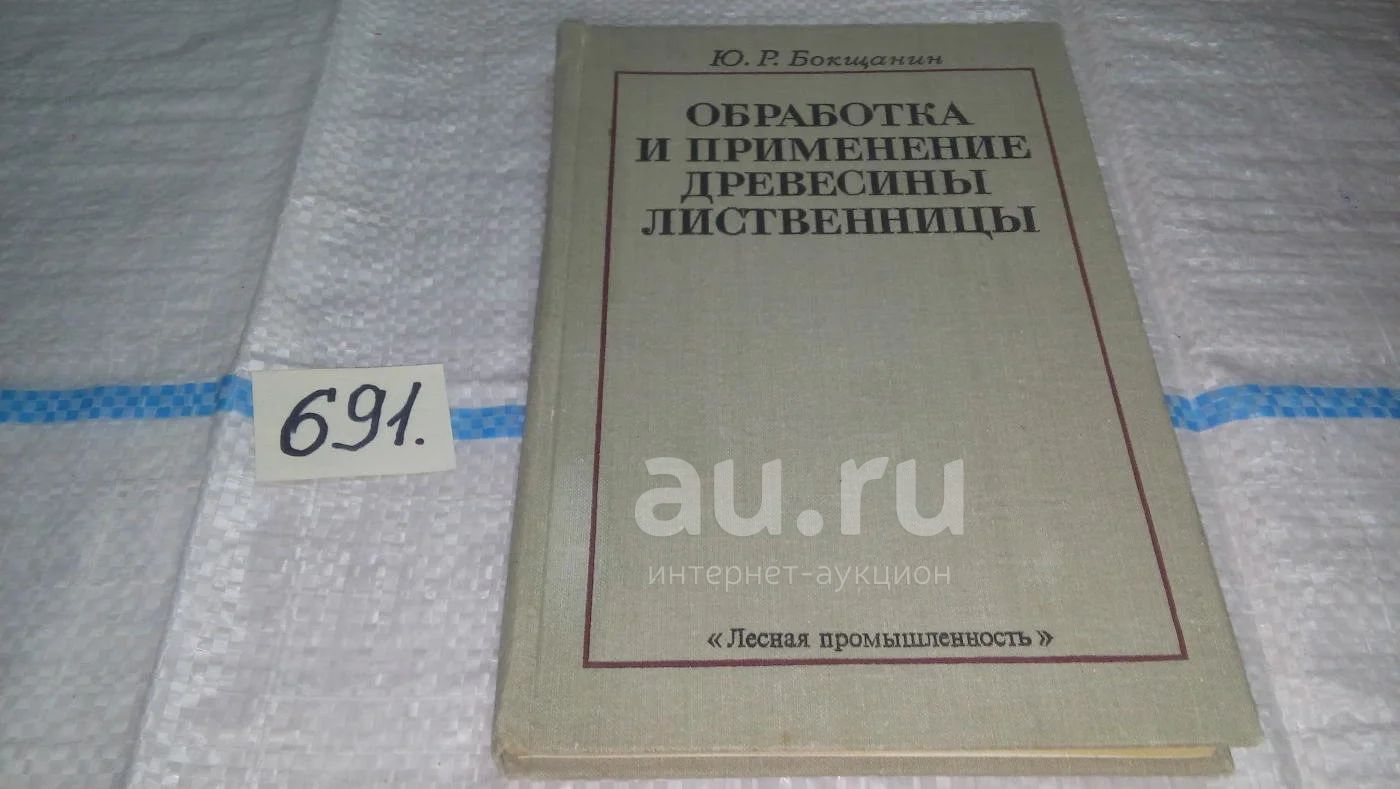 Ю. Р. Бокщанин
ОБРАБОТКА
И ПРИМЕНЕНИЕ
ДРЕВЕСИНЫ
ЛИСТВЕННИЦЫ
691.
au.ru
интернет-аукцион
«Лесная промышленность»